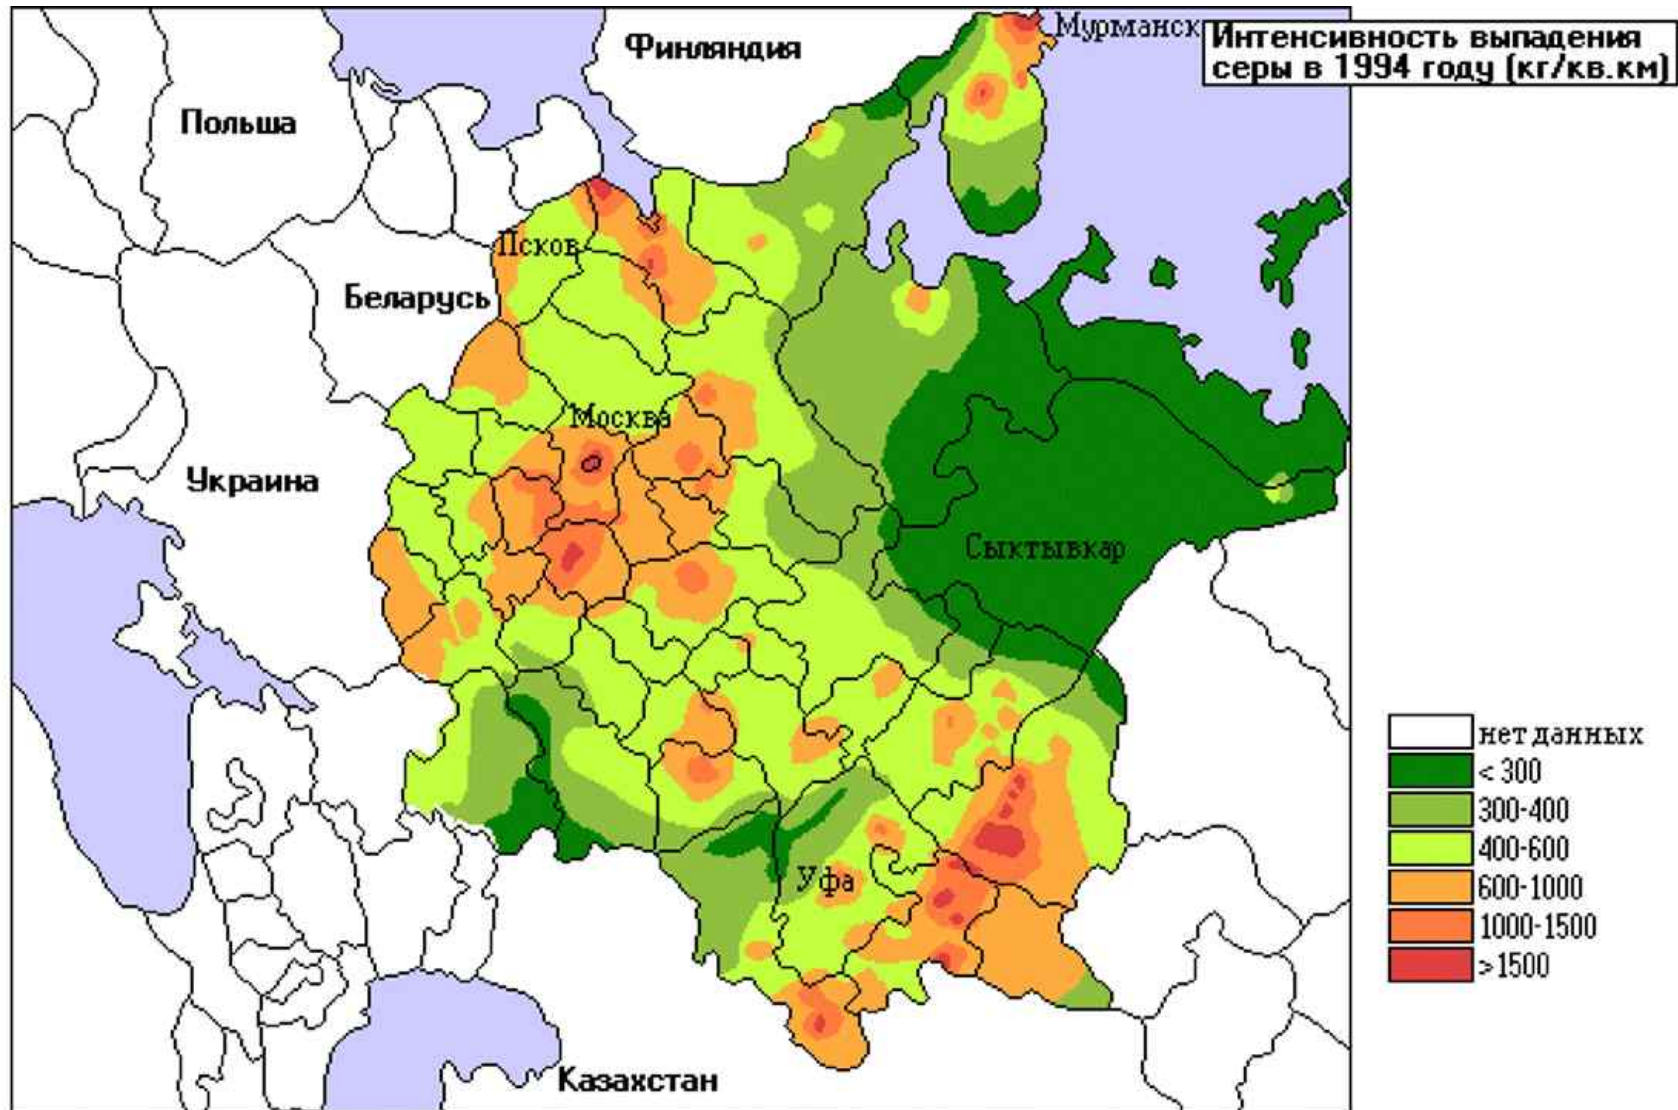 Мурманск
Финляндия
Интенсивность выпадения
серы в 1994 году (кг/кв.км)
Польша
Псков
Беларусь
Москва
Украина
Сыктывкар
нет данных
< 300
300-400
400-600
Уфа
600-1000
1000-1500
>1500
Казахстан